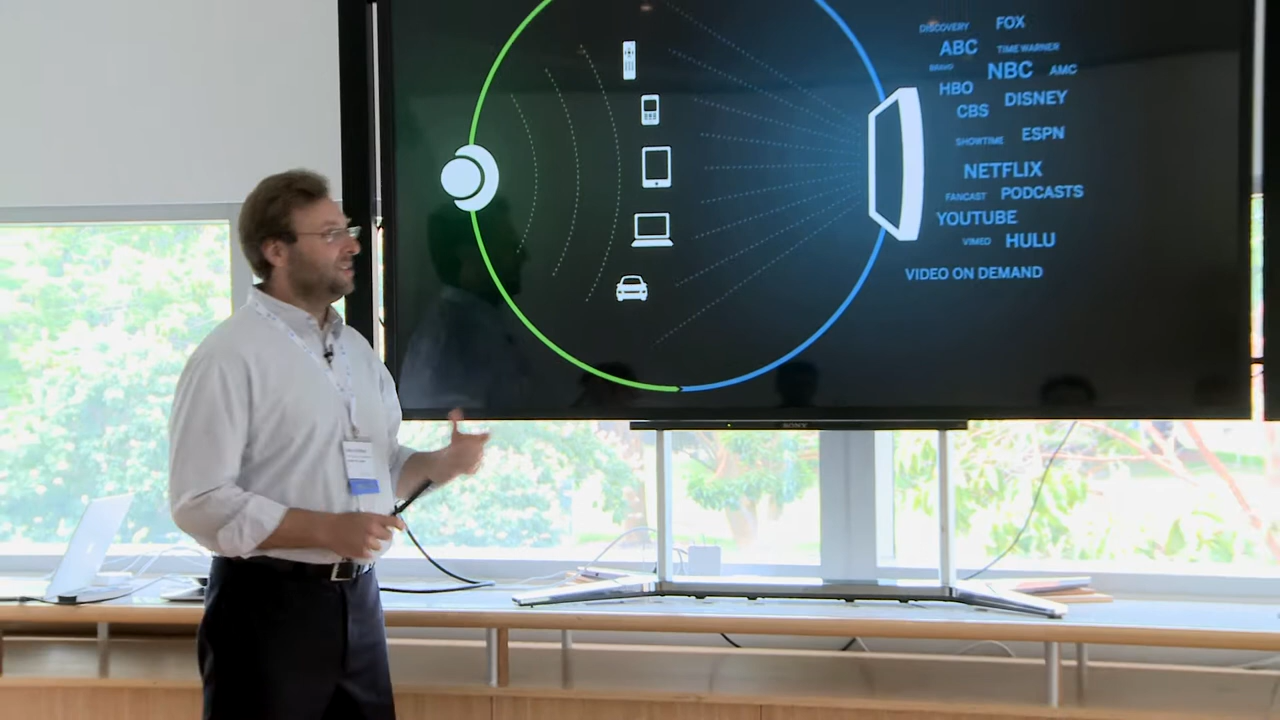 DISCOVERY FOX
ABC TIME WARNER
BRAVO NBC AMC
HBO DISNEY
CBS
SHOWTIME ESPN
NETFLIX
FANCAST PODCASTS
YOUTUBE
VIMEO HULU
VIDEO ON DEMAND
SONY